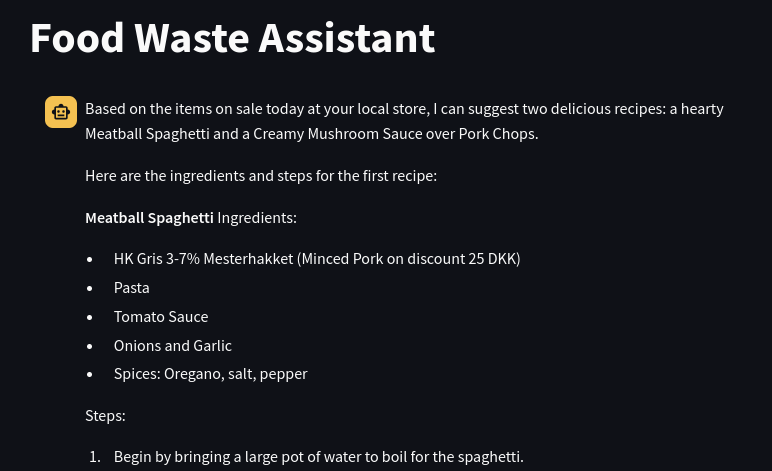 Food Waste Assistant
Based on the items on sale today at your local store, I can suggest two delicious recipes: a hearty
Meatball Spaghetti and a Creamy Mushroom Sauce over Pork Chops.
Here are the ingredients and steps for the first recipe:
Meatball Spaghetti Ingredients:
• HK Gris 3-7% Mesterhakket (Minced Pork on discount 25 DKK)
• Pasta
• Tomato Sauce
• Onions and Garlic
• Spices: Oregano, salt, pepper
Steps:
1. Begin by bringing a large pot of water to boil for the spaghetti.